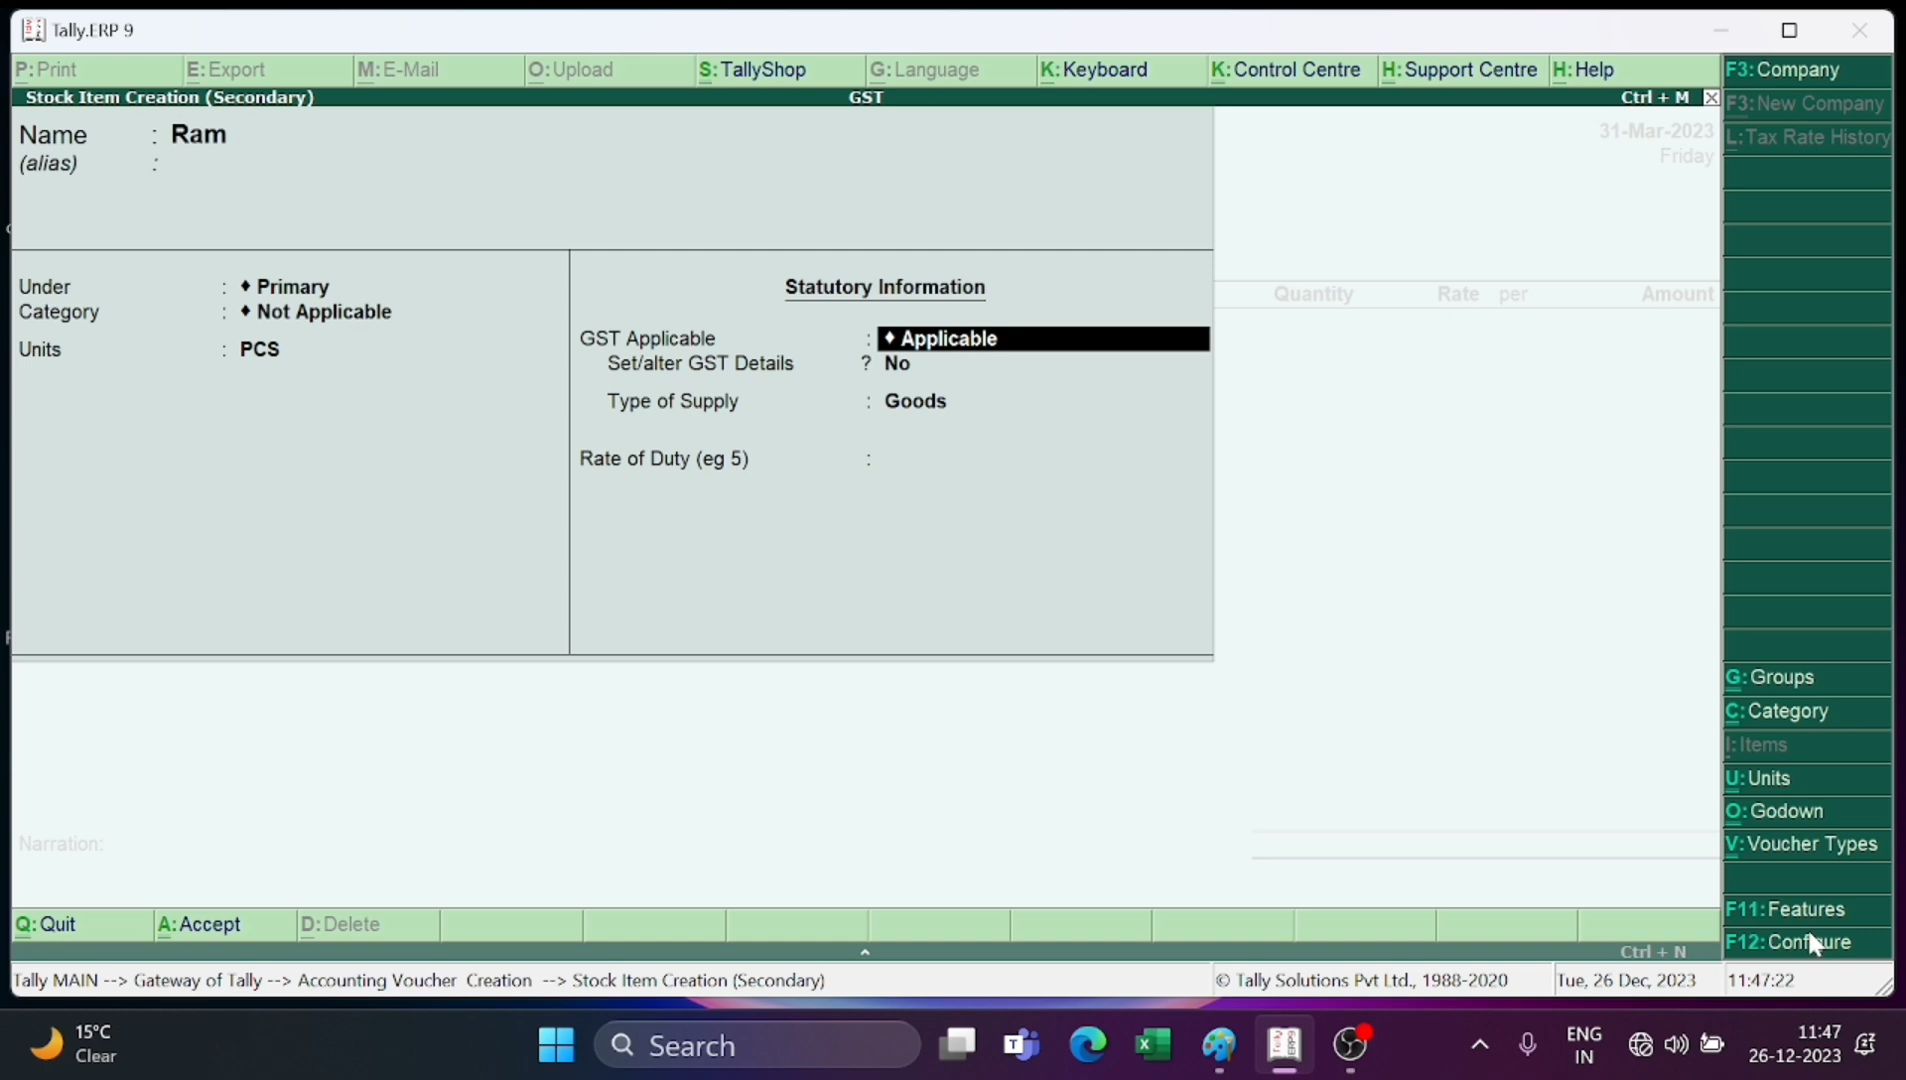 Tally.ERP 9
P: Print E: Export M: E-Mail O: Upload S: TallyShop G: Language K: Keyboard K: Control Centre H: Support Centre H: Help F3: Company
Stock Item Creation (Secondary) GST Ctrl + M
F3: New Company
L: Tax Rate History
Name : Ram
(alias) :
31-Mar-2023
Friday
Under : ♦ Primary
Category : ♦ Not Applicable
Units : PCS
Statutory Information
GST Applicable : ♦ Applicable
Set/alter GST Details ? No
Type of Supply : Goods
Rate of Duty (eg 5) :
Quantity Rate per Amount
G: Groups
C: Category
I: Items
U: Units
O: Godown
V: Voucher Types
F11: Features
F12: Configure
Narration:
Q: Quit A: Accept D: Delete
Ctrl + N
Tally MAIN --> Gateway of Tally --> Accounting Voucher Creation --> Stock Item Creation (Secondary) © Tally Solutions Pvt Ltd., 1988-2020 Tue, 26 Dec, 2023 11:47:22
15°C
Clear
Search
ENG
IN
11:47
26-12-2023